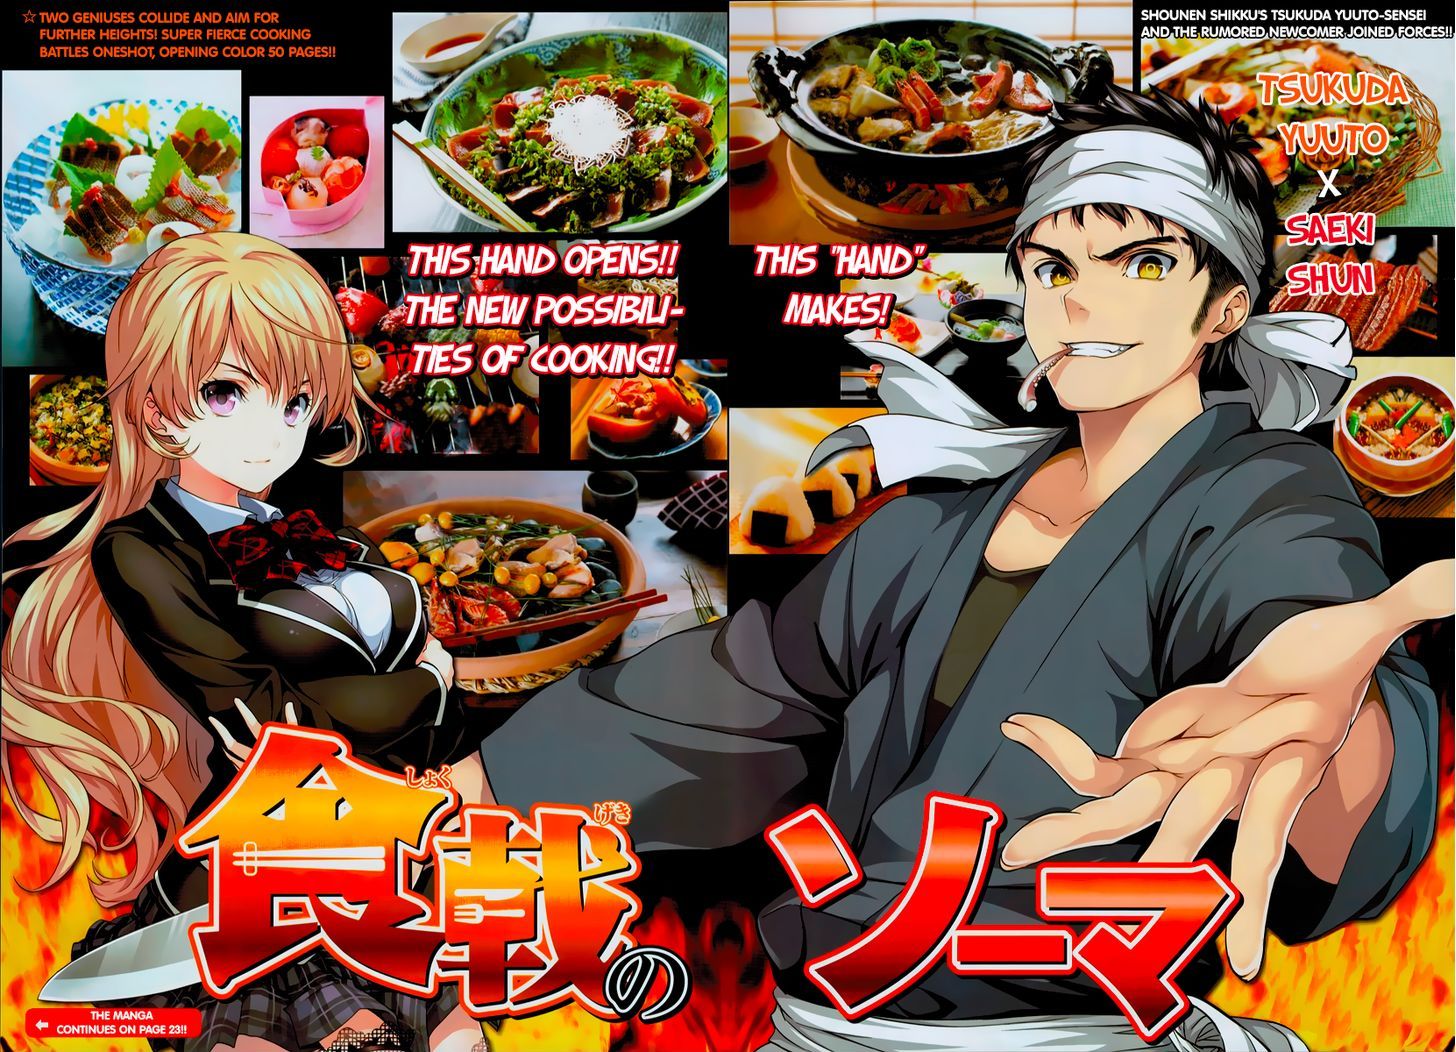 ☆ TWO GENIUSES COLLIDE AND AIM FOR
FURTHER HEIGHTS! SUPER FIERCE COOKING
BATTLES ONESHOT, OPENING COLOR 50 PAGES!!
SHOUNEN SHIKKU'S TSUKUDA YUUTO-SENSEI
AND THE RUMORED NEWCOMER JOINED FORCES!!
TSUKUDA
YUUTO
X
SAEKI
SHUN
THIS HAND OPENS!!
THE NEW POSSIBILI-
TIES OF COOKING!!
THIS "HAND"
MAKES!
しょく
げき
食戟のソーマ
THE MANGA
CONTINUES ON PAGE 23!!